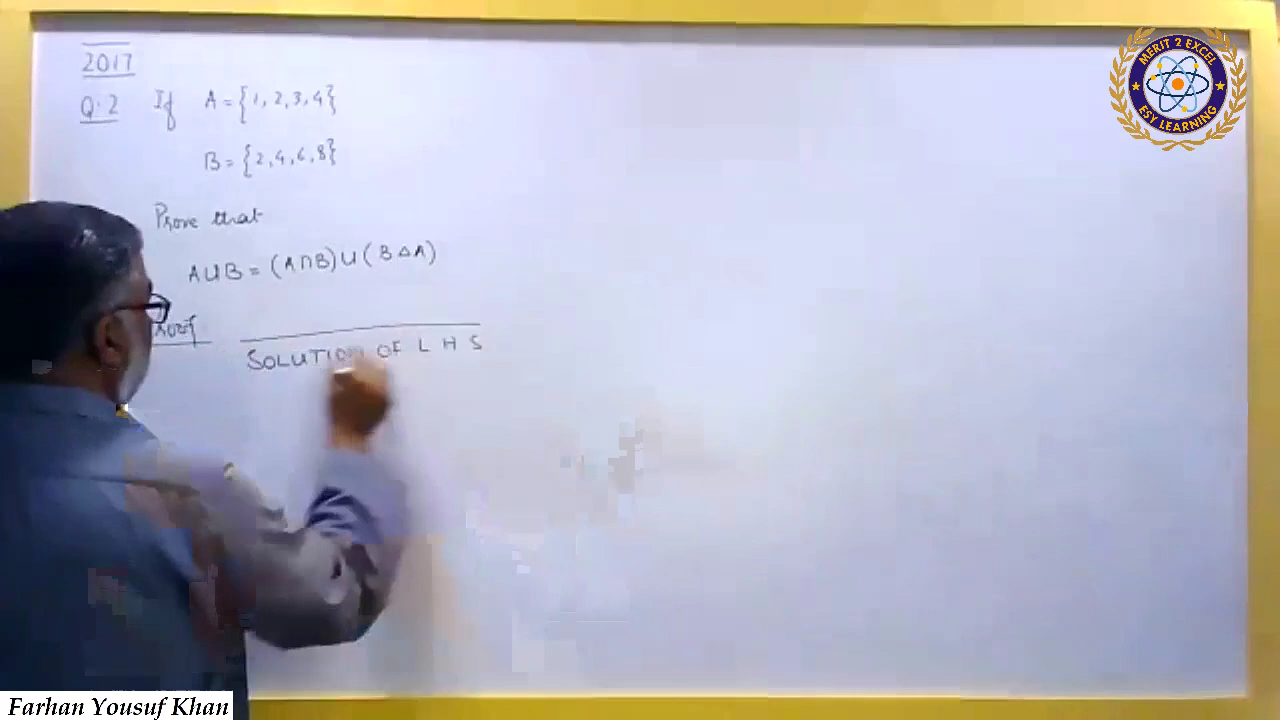 2017
Q.2 If A = {1, 2, 3, 4}
B = {2, 4, 6, 8}
Prove that
A∪B = (A∩B)∪(B△A)
SOLUTION OF L H S
MERIT 2 EXCEL
ESY LEARNING
Farhan Yousuf Khan